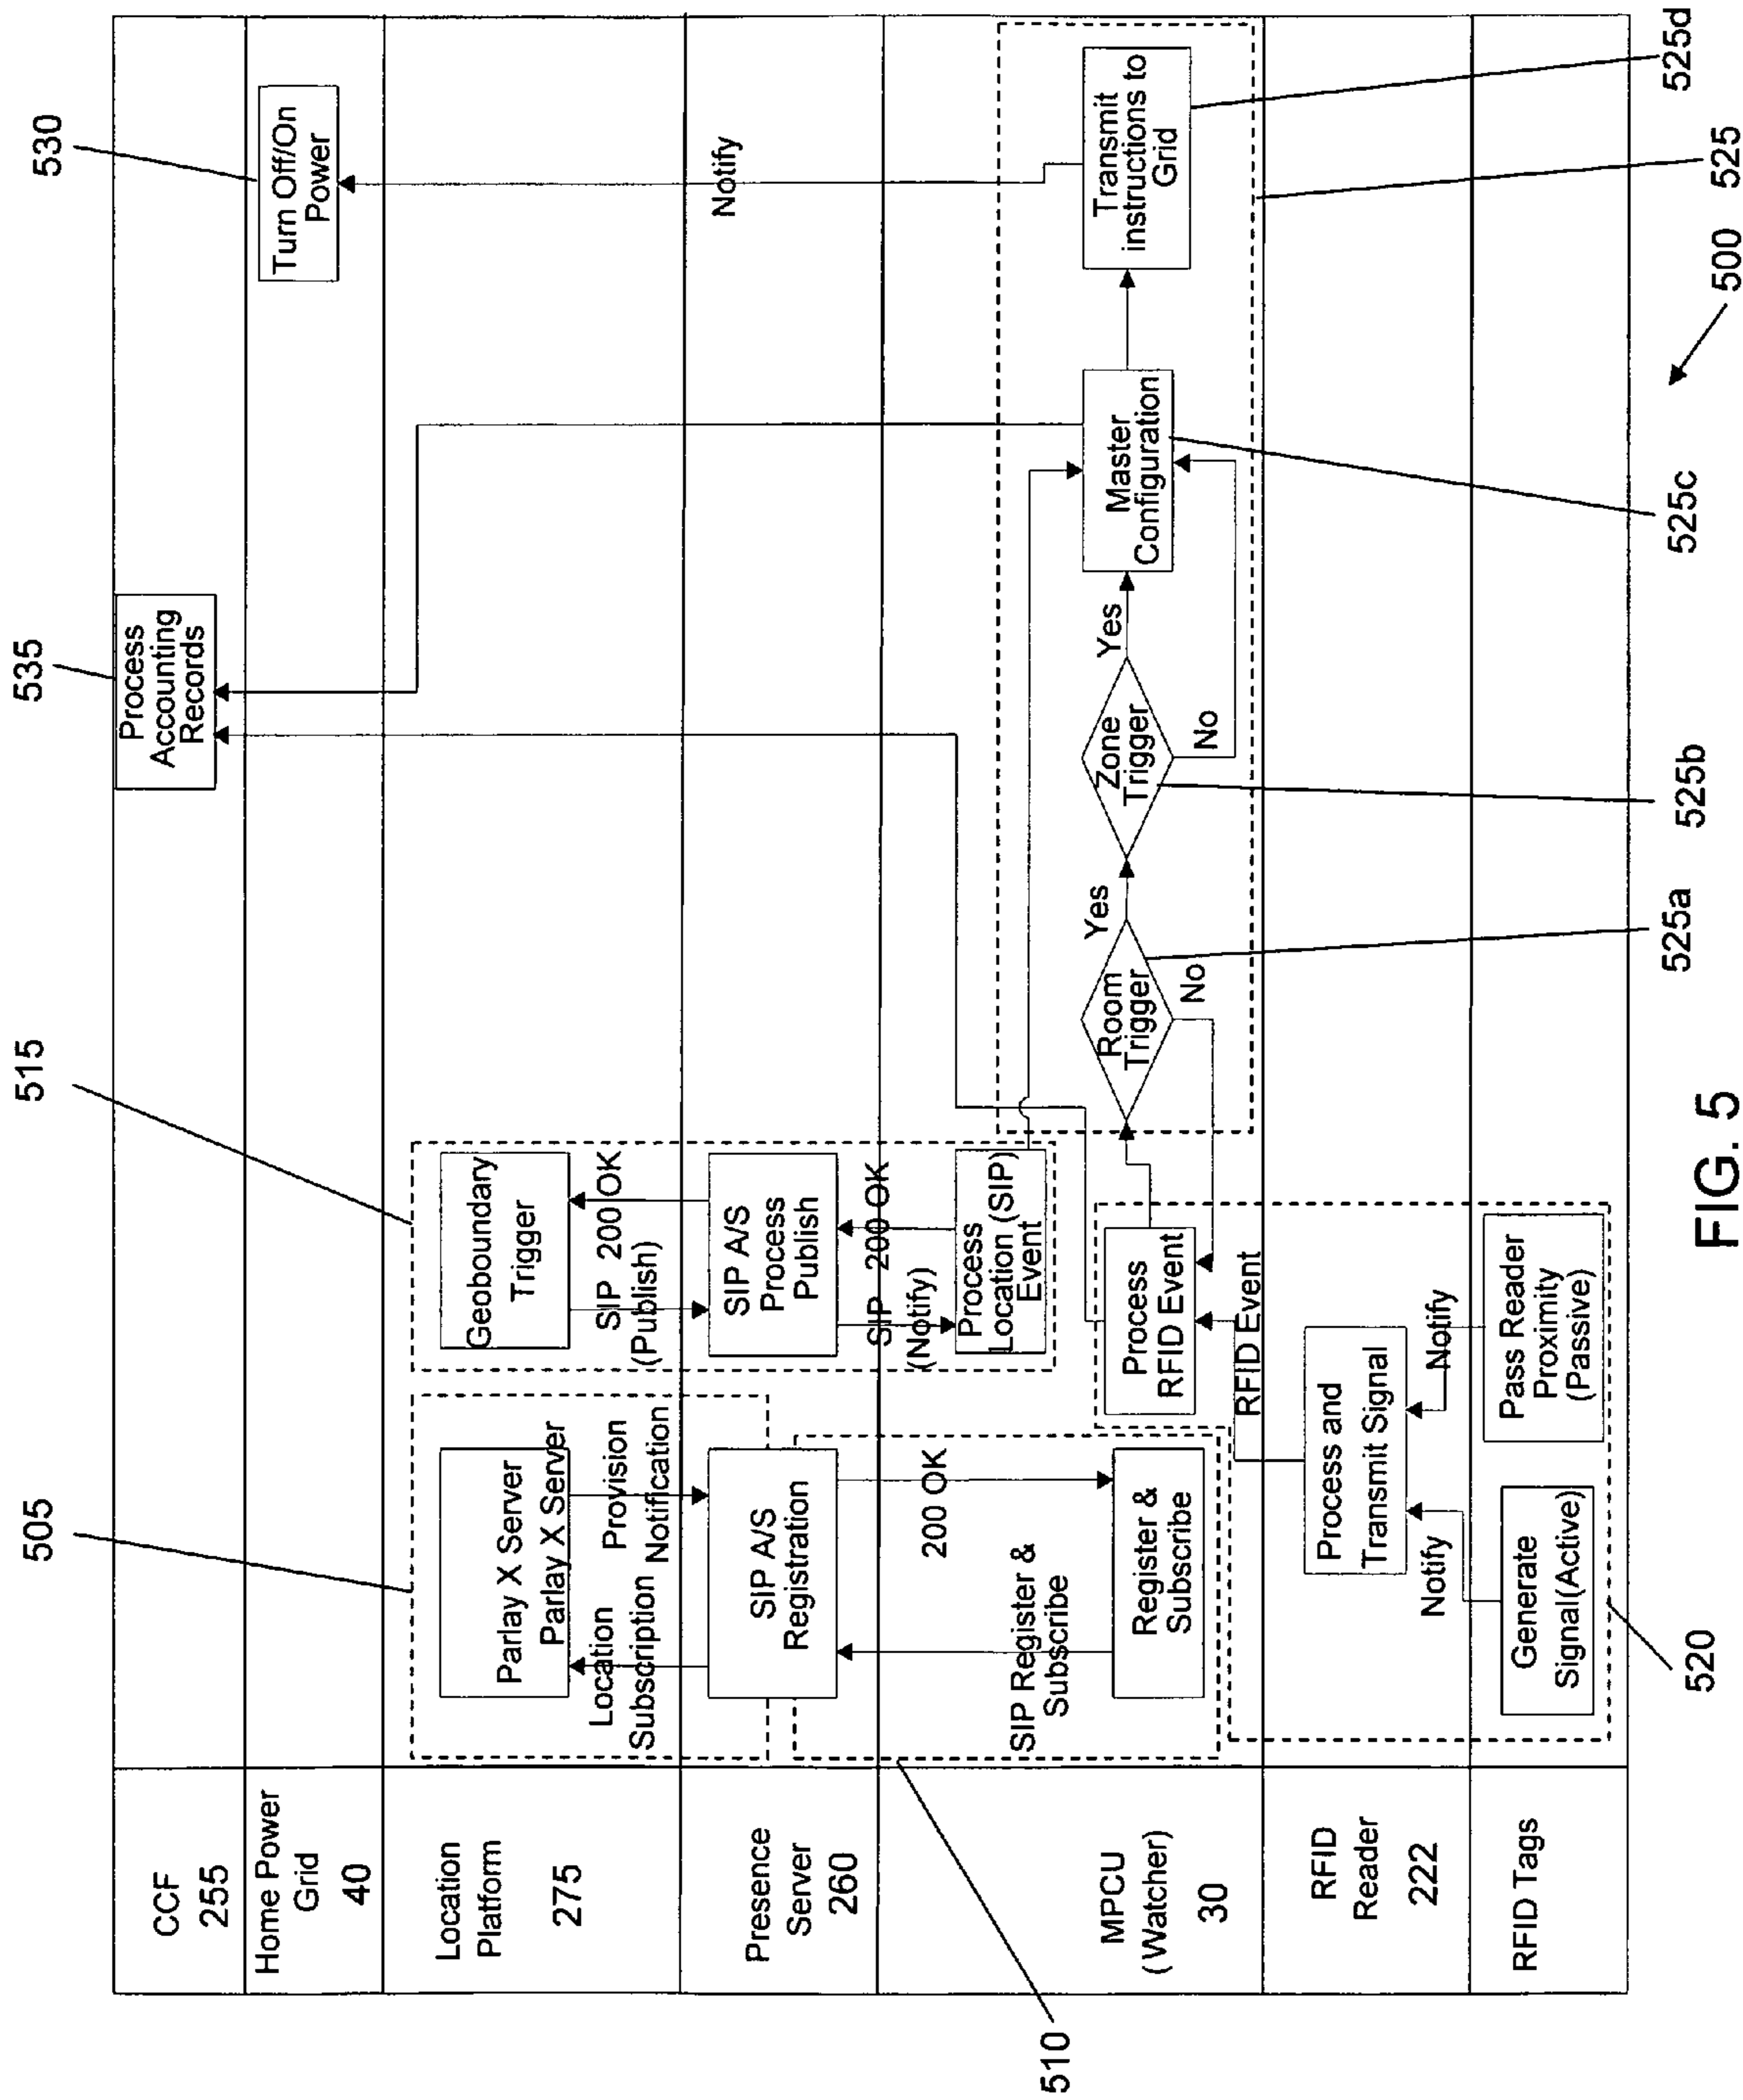 CCF
255
Home Power
Grid
40
Location
Platform
275
Presence
Server
260
MPCU
(Watcher)
30
RFID
Reader
222
RFID Tags
505
Parlay X Server
Parlay X Server
Location
Subscription
Provision
Notification
SIP A/S
Registration
510
SIP Register &
Subscribe
200 OK
Register &
Subscribe
515
Geoboundary
Trigger
SIP 200 OK
(Publish)
SIP A/S
Process
Publish
SIP 200 OK
(Notify)
Process
Location (SIP)
Event
Process
RFID Event
RFID Event
Process and
Transmit Signal
Notify
Notify
Generate
Signal(Active)
Pass Reader
Proximity
(Passive)
520
Room
Trigger
Yes
No
525a
Zone
Trigger
Yes
No
525b
Master
Configuration
525c
Transmit
instructions to
Grid
525d
525
Notify
Turn Off/On
Power
530
Process
Accounting
Records
535
500
FIG. 5